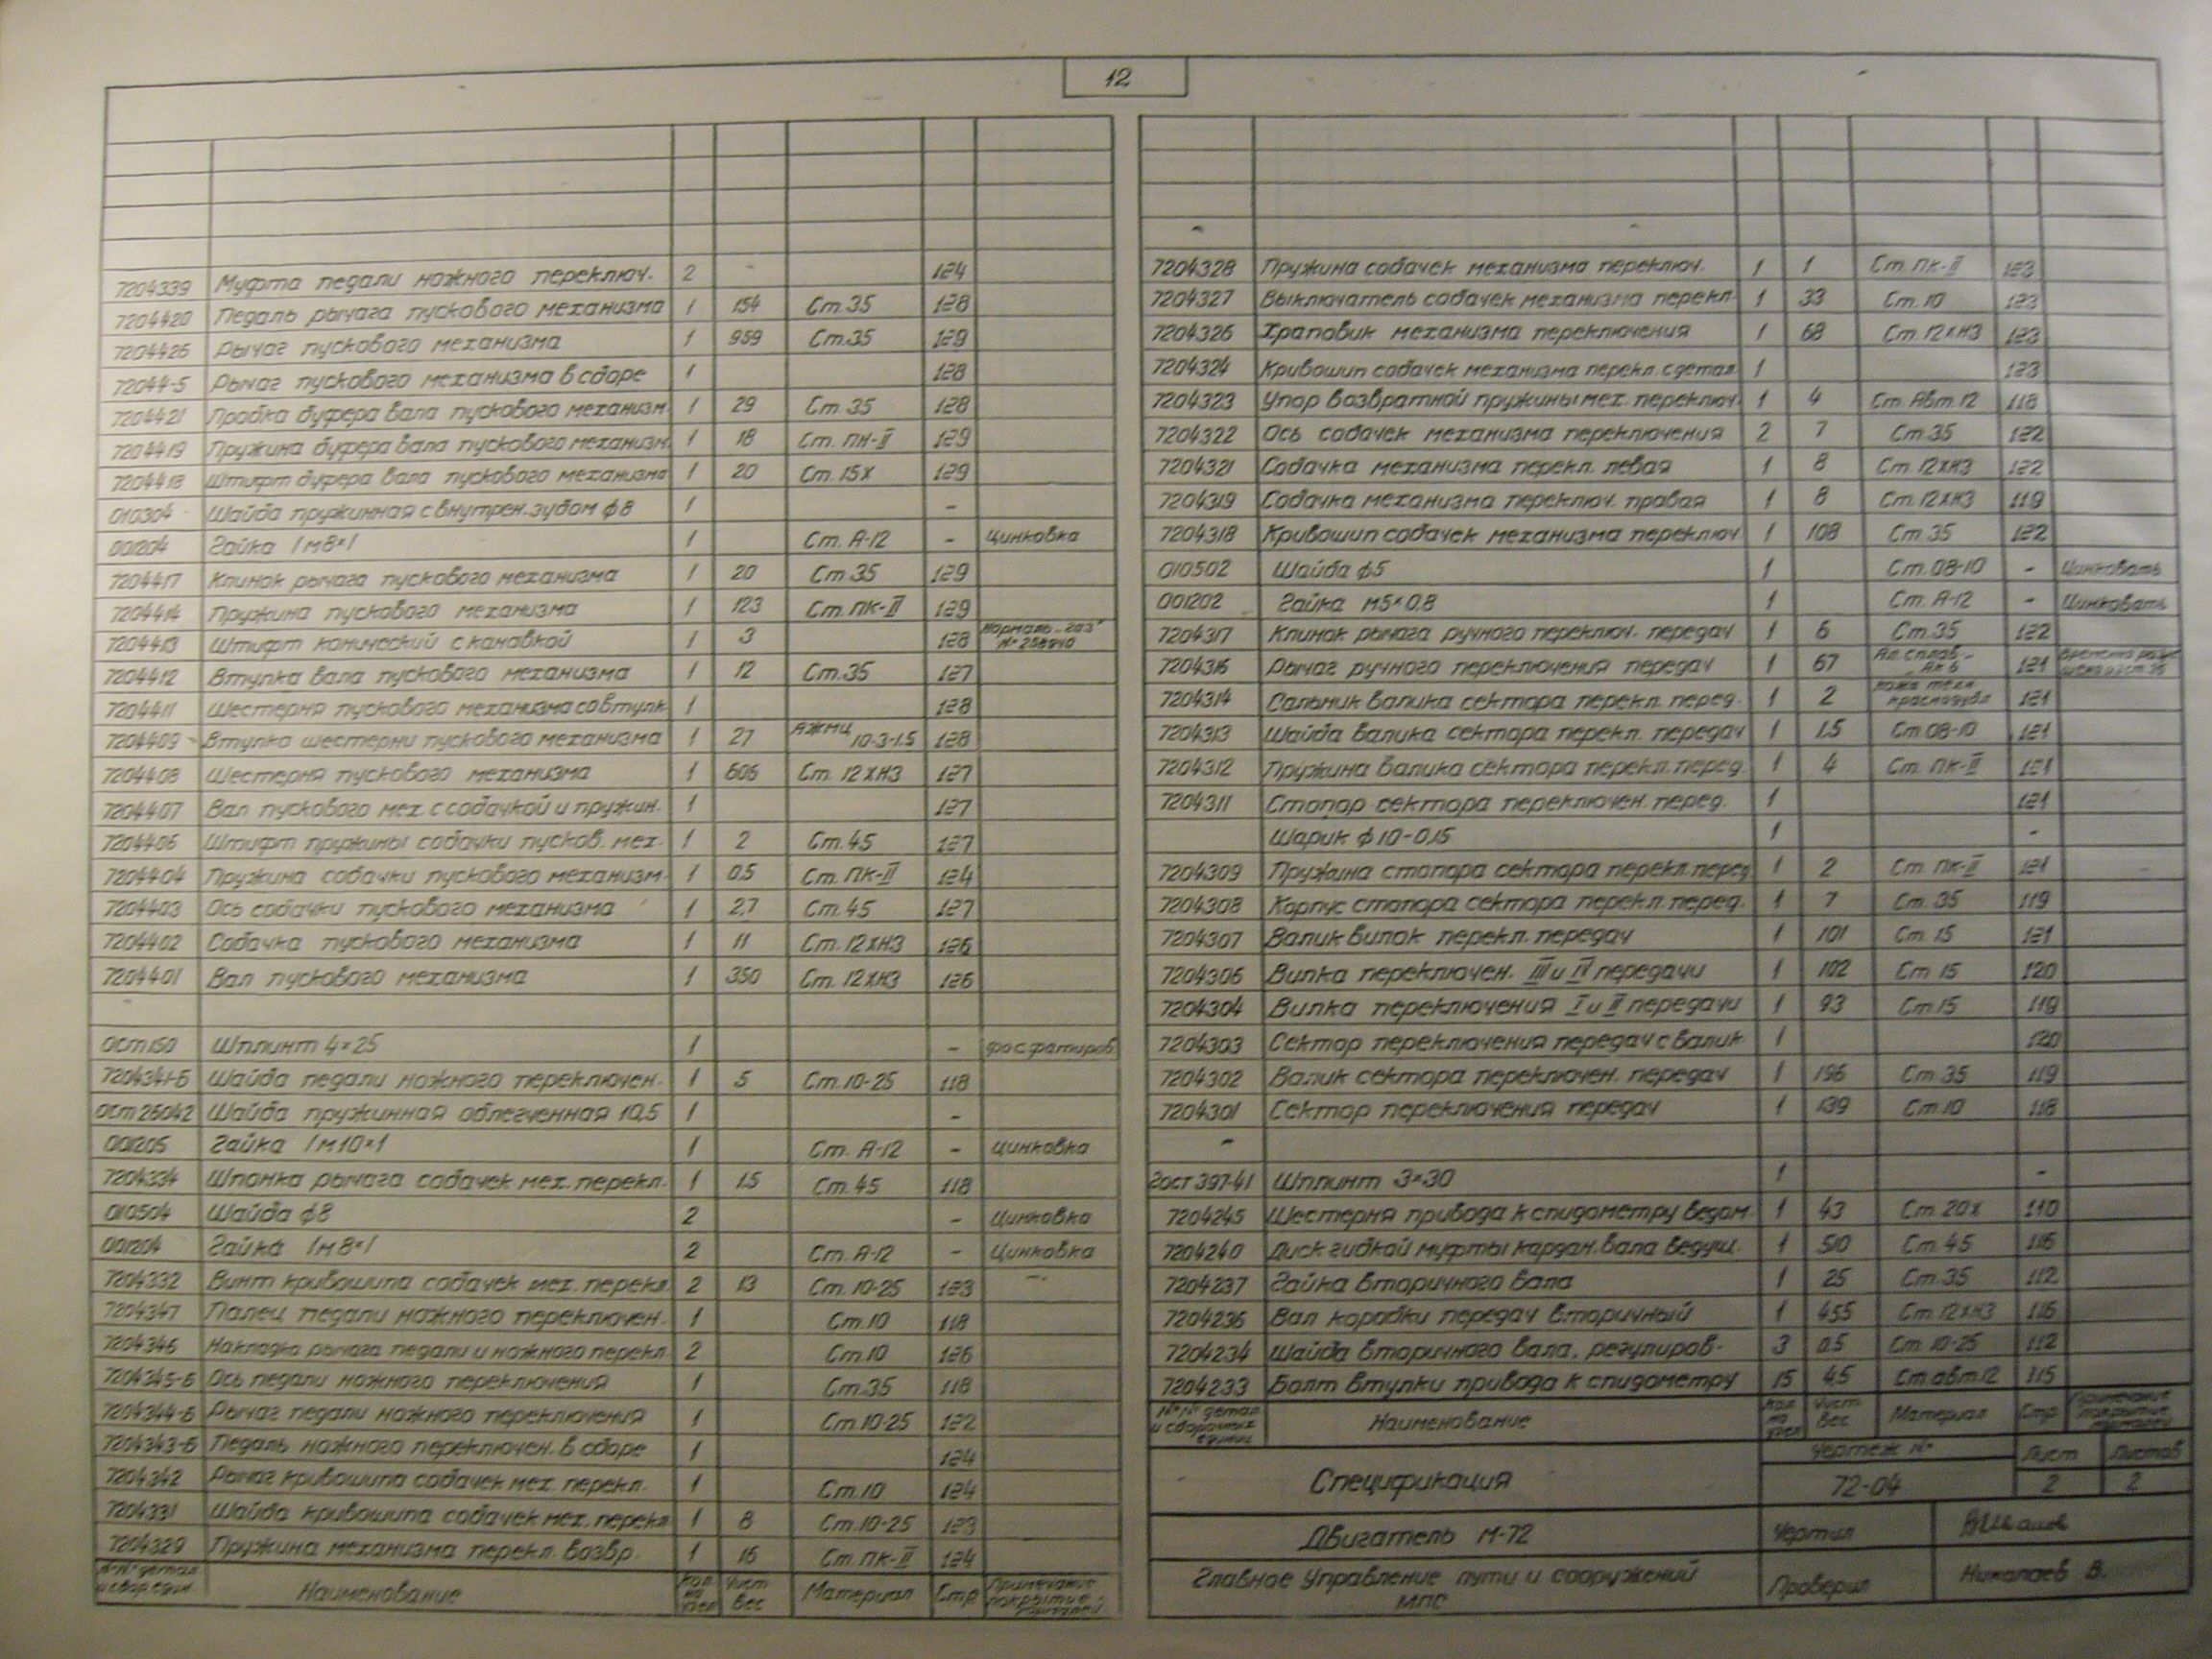 12
7204339 Муфта педали ножного переключ. 2 - 124
7204420 Педаль рычага пускового механизма 1 154 Ст.35 128
7204426 Рычаг пускового механизма 1 959 Ст.35 129
72044-5 Рычаг пускового механизма в сборе 1 128
7204421 Пробка буфера вала пускового механизм. 1 29 Ст.35 128
7204419 Пружина буфера вала пускового механизм. 1 18 Ст. ПК-II 129
7204418 Штифт буфера вала пускового механизма 1 20 Ст.15Х 129
010304 Шайба пружинная с внутрен. зубом ф8 1 -
001204 Гайка 1м8×1 1 Ст. А-12 - Цинковка
7204417 Клинок рычага пускового механизма 1 20 Ст.35 129
7204414 Пружина пускового механизма 1 123 Ст.ПК-II 129
7204413 Штифт конический с канавкой 1 3 128 Нормаль „Газ"
7204412 Втулка вала пускового механизма 1 12 Ст.35 127
7204411 Шестерня пускового механизма со втулк 1 128
7204409 Втулка шестерни пускового механизма 1 27 АЖМЦ 10-3-1.5 128
7204408 Шестерня пускового механизма 1 606 Ст. 12ХН3 127
7204407 Вал пускового мех. с собачкой и пружин. 1 127
7204406 Штифт пружины собачки пусков. мех. 1 2 Ст.45 127
7204404 Пружина собачки пускового механизм. 1 0.5 Ст. ПК-II 124
7204403 Ось собачки пускового механизма 1 2,7 Ст.45 127
7204402 Собачка пускового механизма 1 11 Ст.12ХН3 126
7204401 Вал пускового механизма 1 350 Ст. 12ХН3 126
Ост150 Шплинт 4×25 1 - фосфатиров.
7204341-Б Шайба педали ножного переключен. 1 5 Ст.10-25 118
Ост 26042 Шайба пружинная облегченная 10,5 1 -
001205 Гайка 1м10×1 1 Ст. А-12 - Цинковка
7204334 Шпонка рычага собачек мех. перекл. 1 1.5 Ст.45 118
010504 Шайба ф8 2 - Цинковка
001204 Гайка 1м8×1 2 Ст. А-12 - Цинковка
7204332 Винт кривошипа собачек мех. перекл 2 13 Ст.10-25 123
7204347 Палец педали ножного переключен. 1 Ст.10 118
7204346 Накладка рычага педали и ножного перекл 2 Ст.10 126
7204345-Б Ось педали ножного переключения 1 Ст.35 118
7204344-Б Рычаг педали ножного переключения 1 Ст.10-25 122
7204343-Б Педаль ножного переключен. в сборе 1 124
7204342 Рычаг кривошипа собачек мех. перекл. 1 Ст.10 124
7204331 Шайба кривошипа собачек мех. перекл 1 8 Ст.10-25 123
7204329 Пружина механизма перекл. возвр. 1 16 Ст ПК-II 124
№№ детал. и сбор. един. Наименование Кол. на узел Чист. вес Материал Стр Примечание покрытие деталей
7204328 Пружина собачек механизма переключ. 1 1 Ст. ПК-II 123
7204327 Выключатель собачек механизма перекл. 1 33 Ст.10 123
7204326 Храповик механизма переключения 1 68 Ст.12ХН3 123
7204324 Кривошип собачек механизма перекл. с детал 1 123
7204323 Упор возвратной пружины мех. переключ. 1 4 Ст.Авт.12 118
7204322 Ось собачек механизма переключения 2 7 Ст.35 122
7204321 Собачка механизма перекл. левая 1 8 Ст 12ХН3 122
7204319 Собачка механизма переключ. правая 1 8 Ст.12ХН3 119
7204318 Кривошип собачек механизма переключ 1 108 Ст.35 122
010502 Шайба ф5 1 Ст.08-10 - Цинковать
001202 Гайка м5×0.8 1 Ст. А-12 - Цинковать
7204317 Клинок рычага ручного переключ. передач 1 6 Ст.35 122
7204316 Рычаг ручного переключения передач 1 67 Ал. сплав. 121
7204314 Сальник валика сектора перекл. перед. 1 2 Кожа техн 121
7204313 Шайба валика сектора перекл. передач 1 1.5 Ст.08-10 121
7204312 Пружина валика сектора перекл. перед. 1 4 Ст. ПК-II 121
7204311 Стопор сектора переключен. перед. 1 121
Шарик ф10-0,15 1 -
7204309 Пружина стопора сектора перекл. перед 1 2 Ст. ПК-II 121
7204308 Корпус стопора сектора перекл. перед. 1 7 Ст.35 119
7204307 Валик вилок перекл. передач 1 101 Ст.15 121
7204306 Вилка переключен. III и IV передачи 1 102 Ст 15 120
7204304 Вилка переключения I и II передачи 1 93 Ст.15 119
7204303 Сектор переключения передач с валик. 1 120
7204302 Валик сектора переключен. передач 1 196 Ст.35 119
7204301 Сектор переключения передач 1 139 Ст.10 118
Гост 397-41 Шплинт 3×30 1 -
7204245 Шестерня привода к спидометру ведом. 1 43 Ст.20Х 110
7204240 Диск гибкой муфты кардан. вала ведущ. 1 510 Ст.45 116
7204237 Гайка вторичного вала 1 25 Ст.35 112
7204236 Вал коробки передач вторичный 1 455 Ст.12ХН3 116
7204234 Шайба вторичного вала, регулиров. 3 0.5 Ст. 10-25 112
7204233 Болт втулки привода к спидометру 15 4.5 Ст.авт.12 115
№№ детал и сборочных единиц Наименование Кол на узел Чист. вес. Материал Стр Примечание покрытие деталей
Спецификация Чертеж № 72-04 Лист 2 Листов 2
Двигатель М-72 Чертил
Главное Управление пути и сооружений МПС Проверил Николаев В.